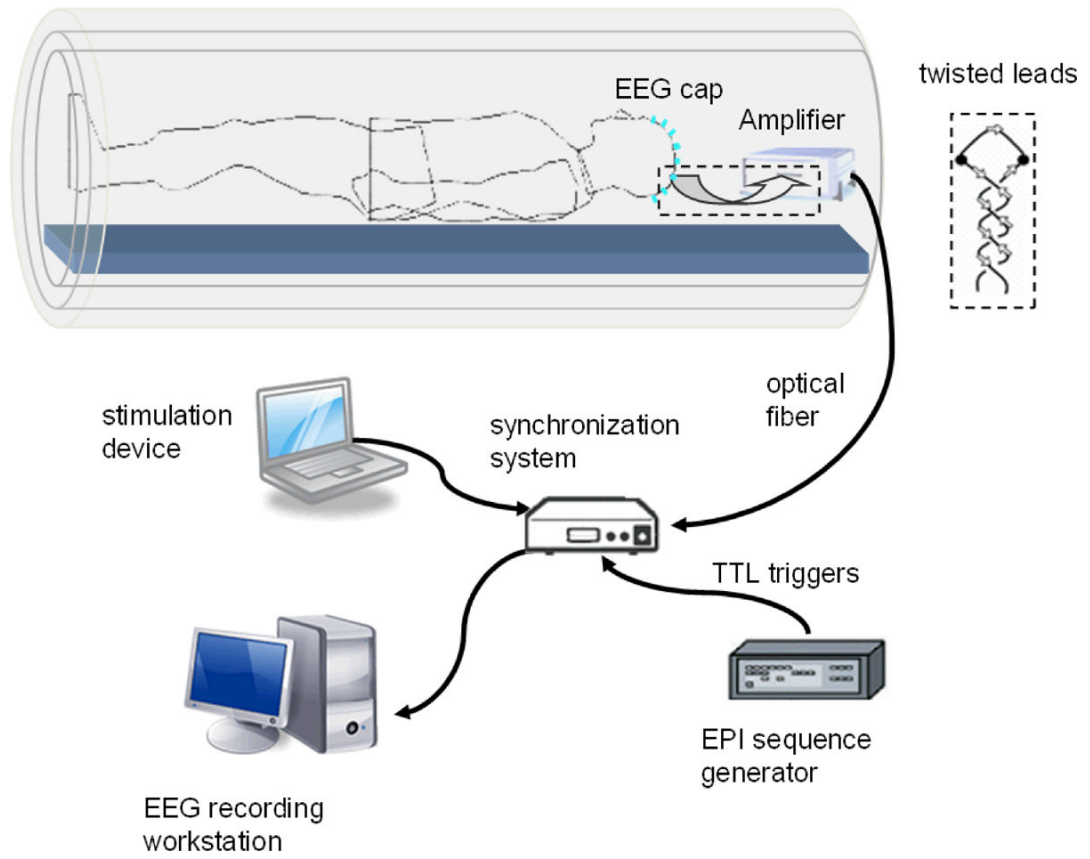 EEG cap
Amplifier
twisted leads
stimulation
device
synchronization
system
optical
fiber
TTL triggers
EPI sequence
generator
EEG recording
workstation